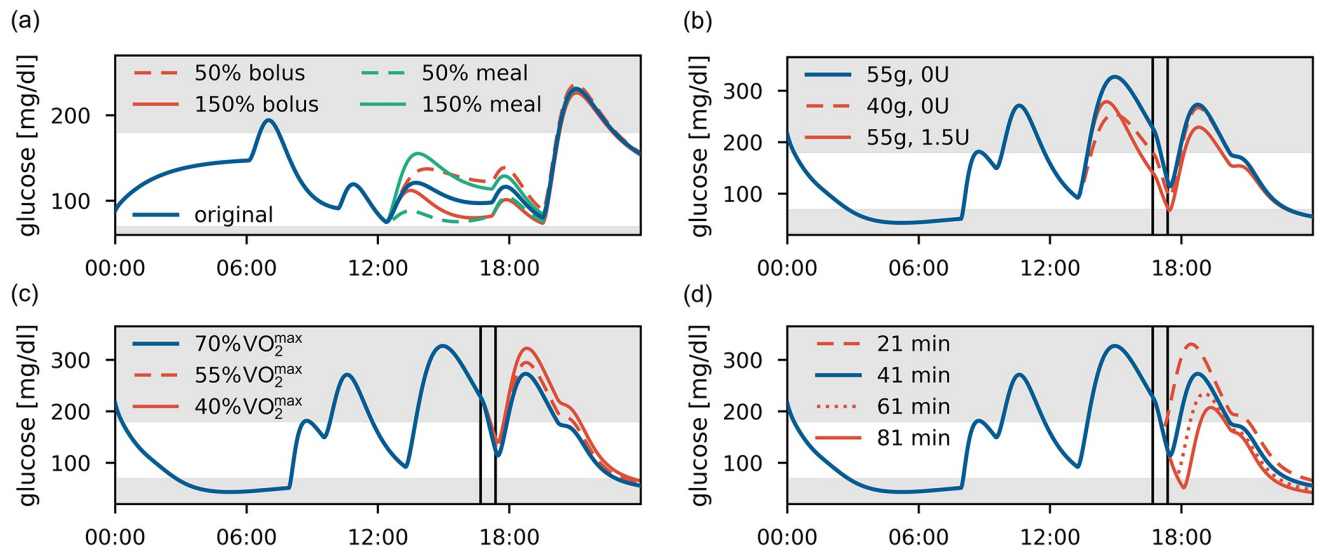 (a)
glucose [mg/dl]
200
100
50% bolus
150% bolus
50% meal
150% meal
original
00:00 06:00 12:00 18:00
(b)
glucose [mg/dl]
300
200
100
55g, 0U
40g, 0U
55g, 1.5U
00:00 06:00 12:00 18:00
(c)
glucose [mg/dl]
300
200
100
70%VO₂ᵐᵃˣ
55%VO₂ᵐᵃˣ
40%VO₂ᵐᵃˣ
00:00 06:00 12:00 18:00
(d)
glucose [mg/dl]
300
200
100
21 min
41 min
61 min
81 min
00:00 06:00 12:00 18:00